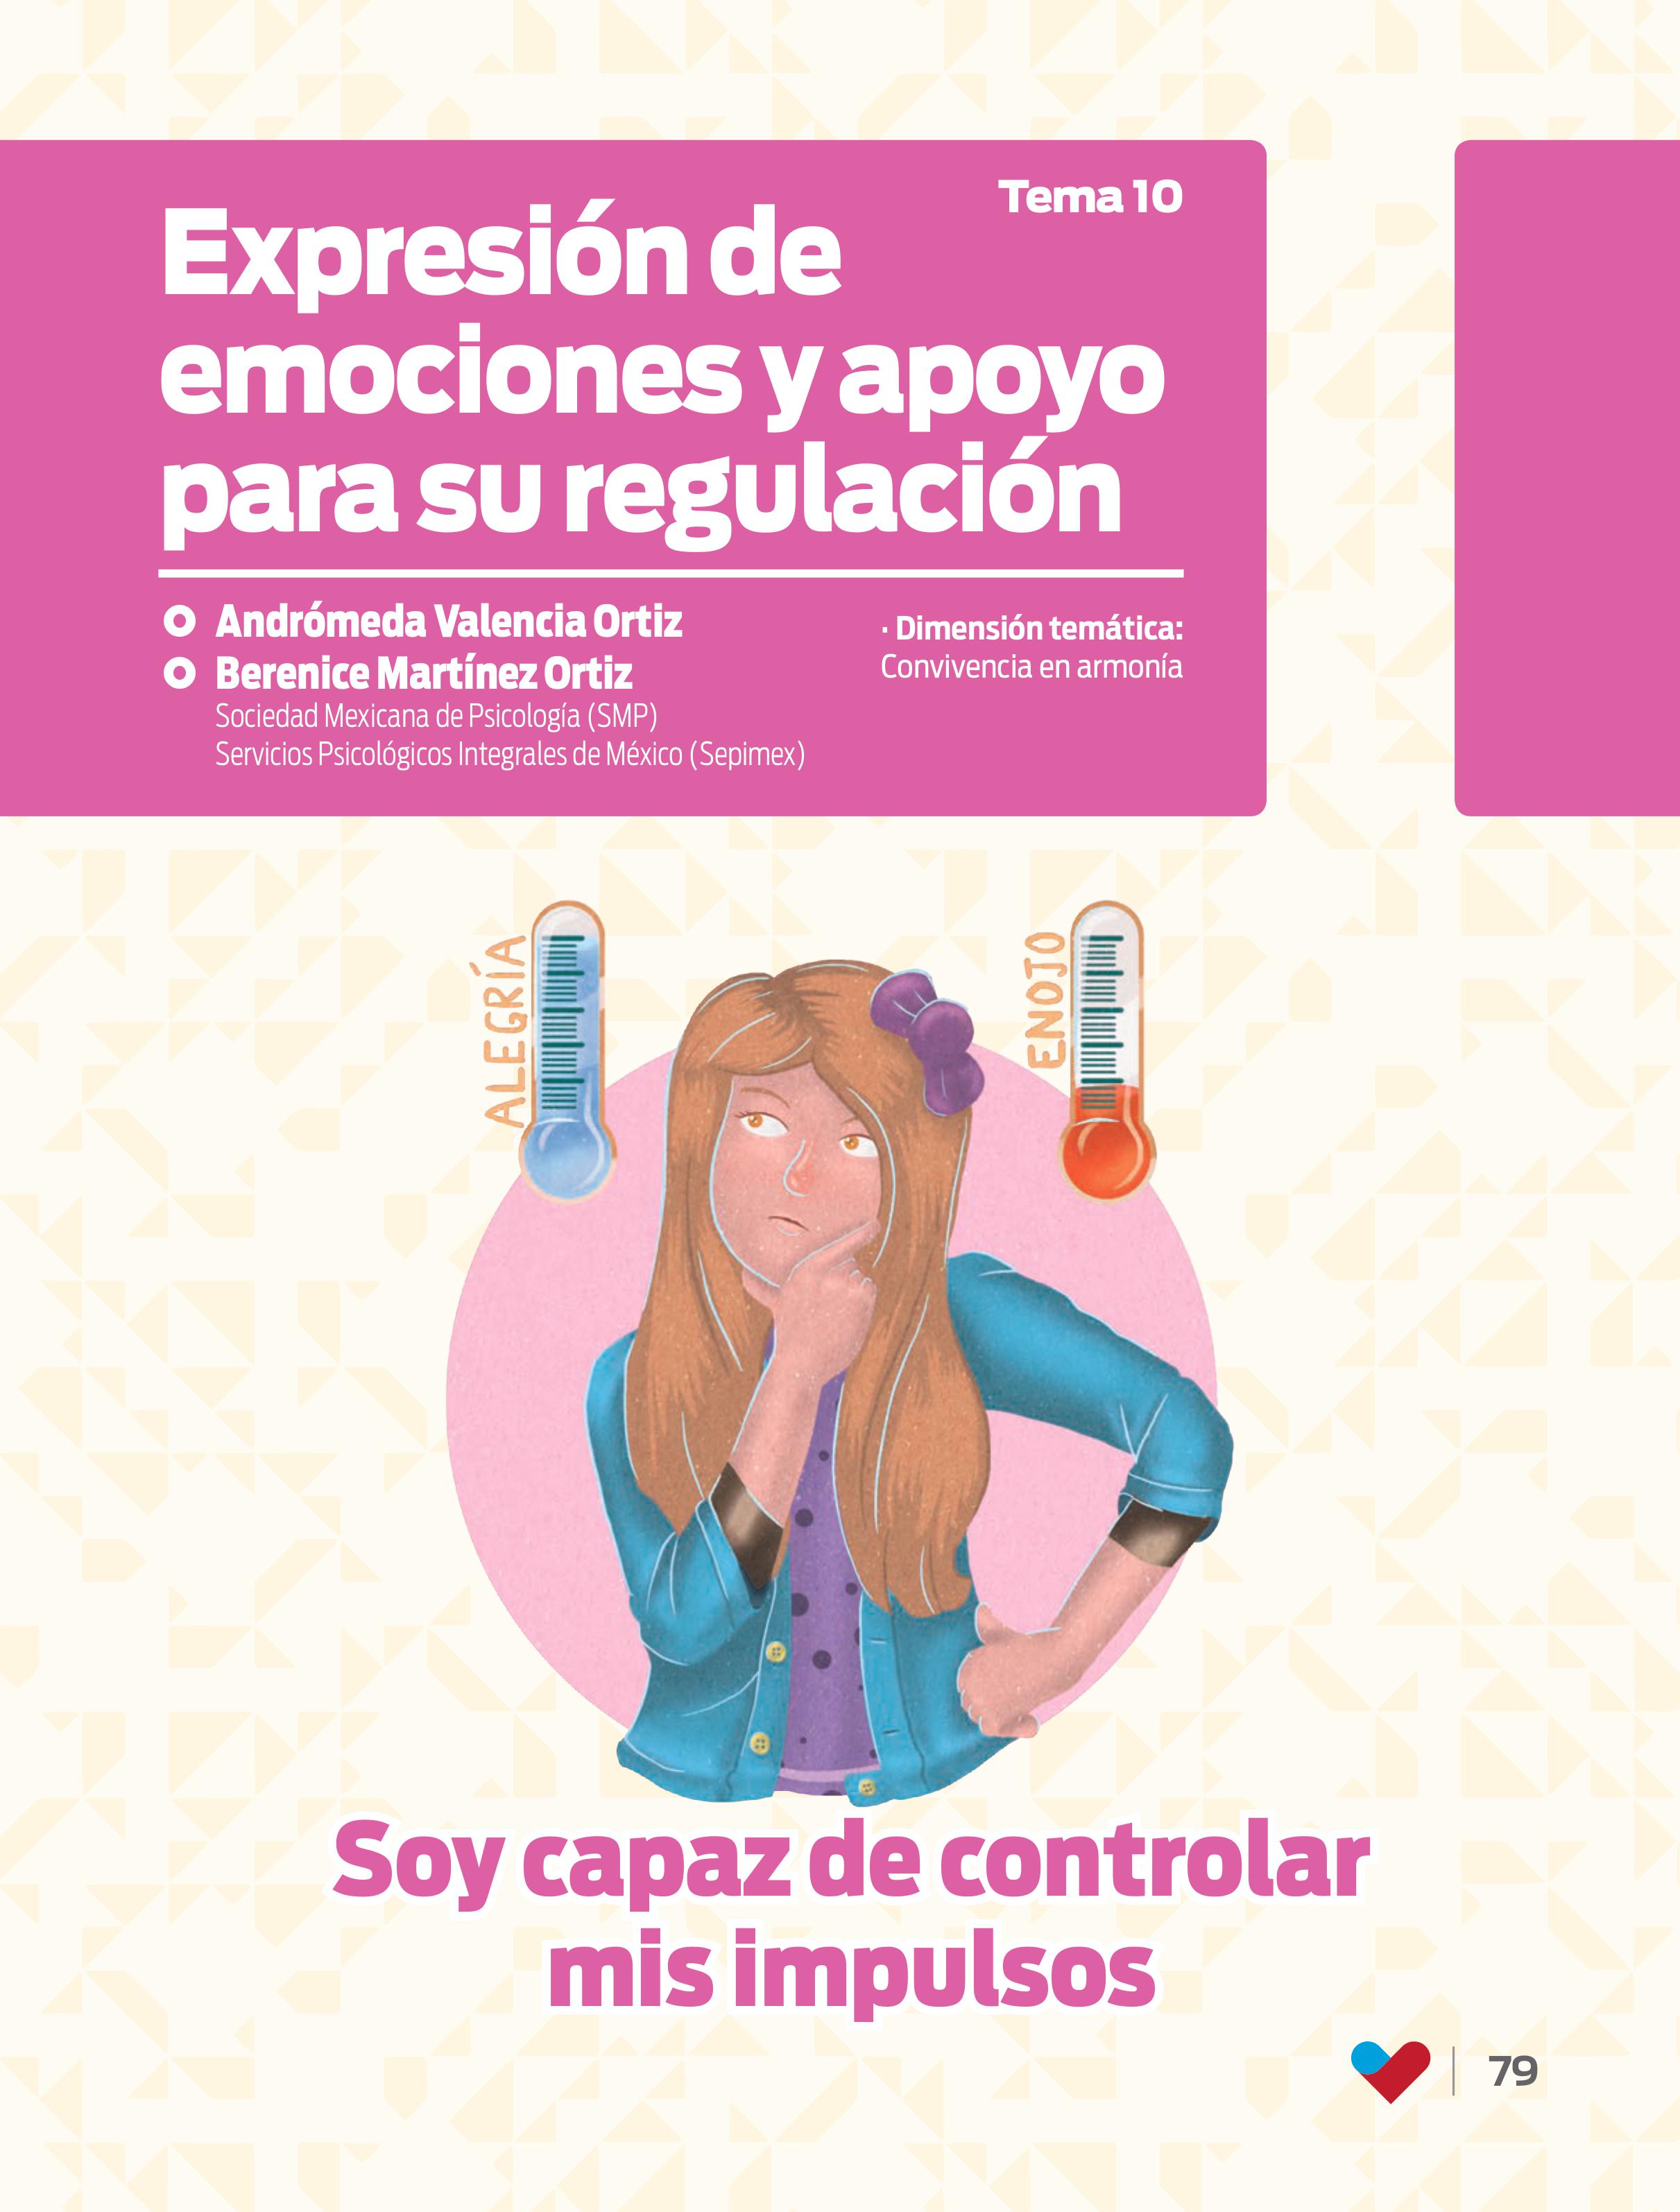 Tema 10
Expresión de
emociones y apoyo
para su regulación
Andrómeda Valencia Ortiz
Berenice Martínez Ortiz
Sociedad Mexicana de Psicología (SMP)
Servicios Psicológicos Integrales de México (Sepimex)
· Dimensión temática:
Convivencia en armonía
ALEGRÍA
ENOJO
Soy capaz de controlar
mis impulsos
79